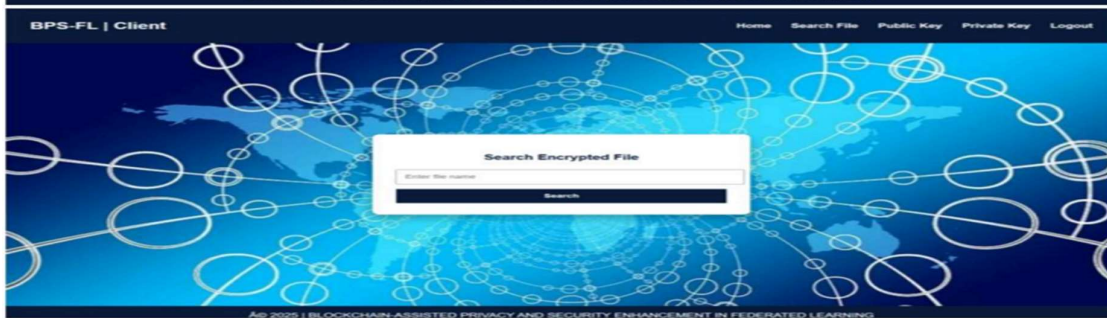 BPS-FL | Client
Home Search File Public Key Private Key Logout
Search Encrypted File
Enter file name
Search
Â© 2025 | BLOCKCHAIN-ASSISTED PRIVACY AND SECURITY ENHANCEMENT IN FEDERATED LEARNING